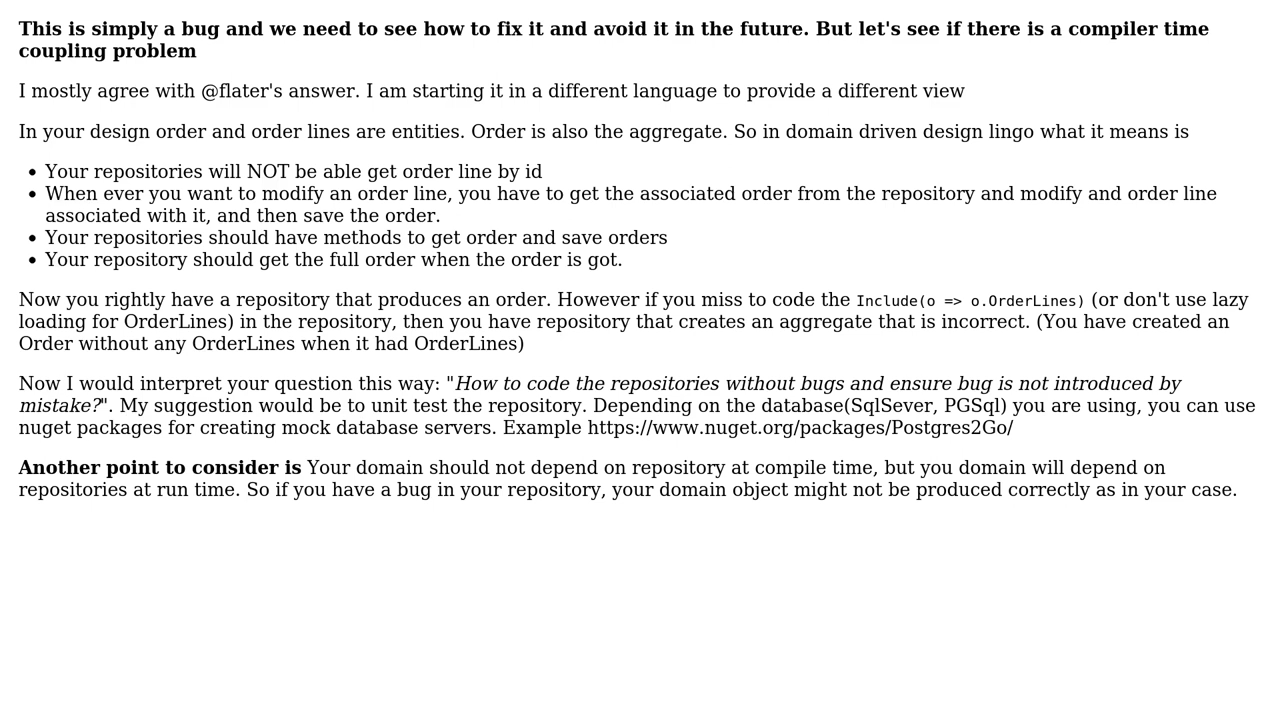 This is simply a bug and we need to see how to fix it and avoid it in the future. But let's see if there is a compiler time
coupling problem
I mostly agree with @flater's answer. I am starting it in a different language to provide a different view
In your design order and order lines are entities. Order is also the aggregate. So in domain driven design lingo what it means is
• Your repositories will NOT be able get order line by id
• When ever you want to modify an order line, you have to get the associated order from the repository and modify and order line
associated with it, and then save the order.
• Your repositories should have methods to get order and save orders
• Your repository should get the full order when the order is got.
Now you rightly have a repository that produces an order. However if you miss to code the Include(o => o.OrderLines) (or don't use lazy
loading for OrderLines) in the repository, then you have repository that creates an aggregate that is incorrect. (You have created an
Order without any OrderLines when it had OrderLines)
Now I would interpret your question this way: "How to code the repositories without bugs and ensure bug is not introduced by
mistake?". My suggestion would be to unit test the repository. Depending on the database(SqlSever, PGSql) you are using, you can use
nuget packages for creating mock database servers. Example https://www.nuget.org/packages/Postgres2Go/
Another point to consider is Your domain should not depend on repository at compile time, but you domain will depend on
repositories at run time. So if you have a bug in your repository, your domain object might not be produced correctly as in your case.